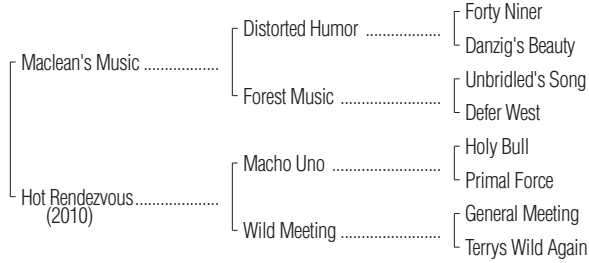 Forty Niner
Distorted Humor ..................
Danzig's Beauty
Maclean's Music ..................
Unbridled's Song
Forest Music ........................
Defer West
Holy Bull
Macho Uno ..........................
Primal Force
Hot Rendezvous....................
(2010)
General Meeting
Wild Meeting ........................
Terrys Wild Again